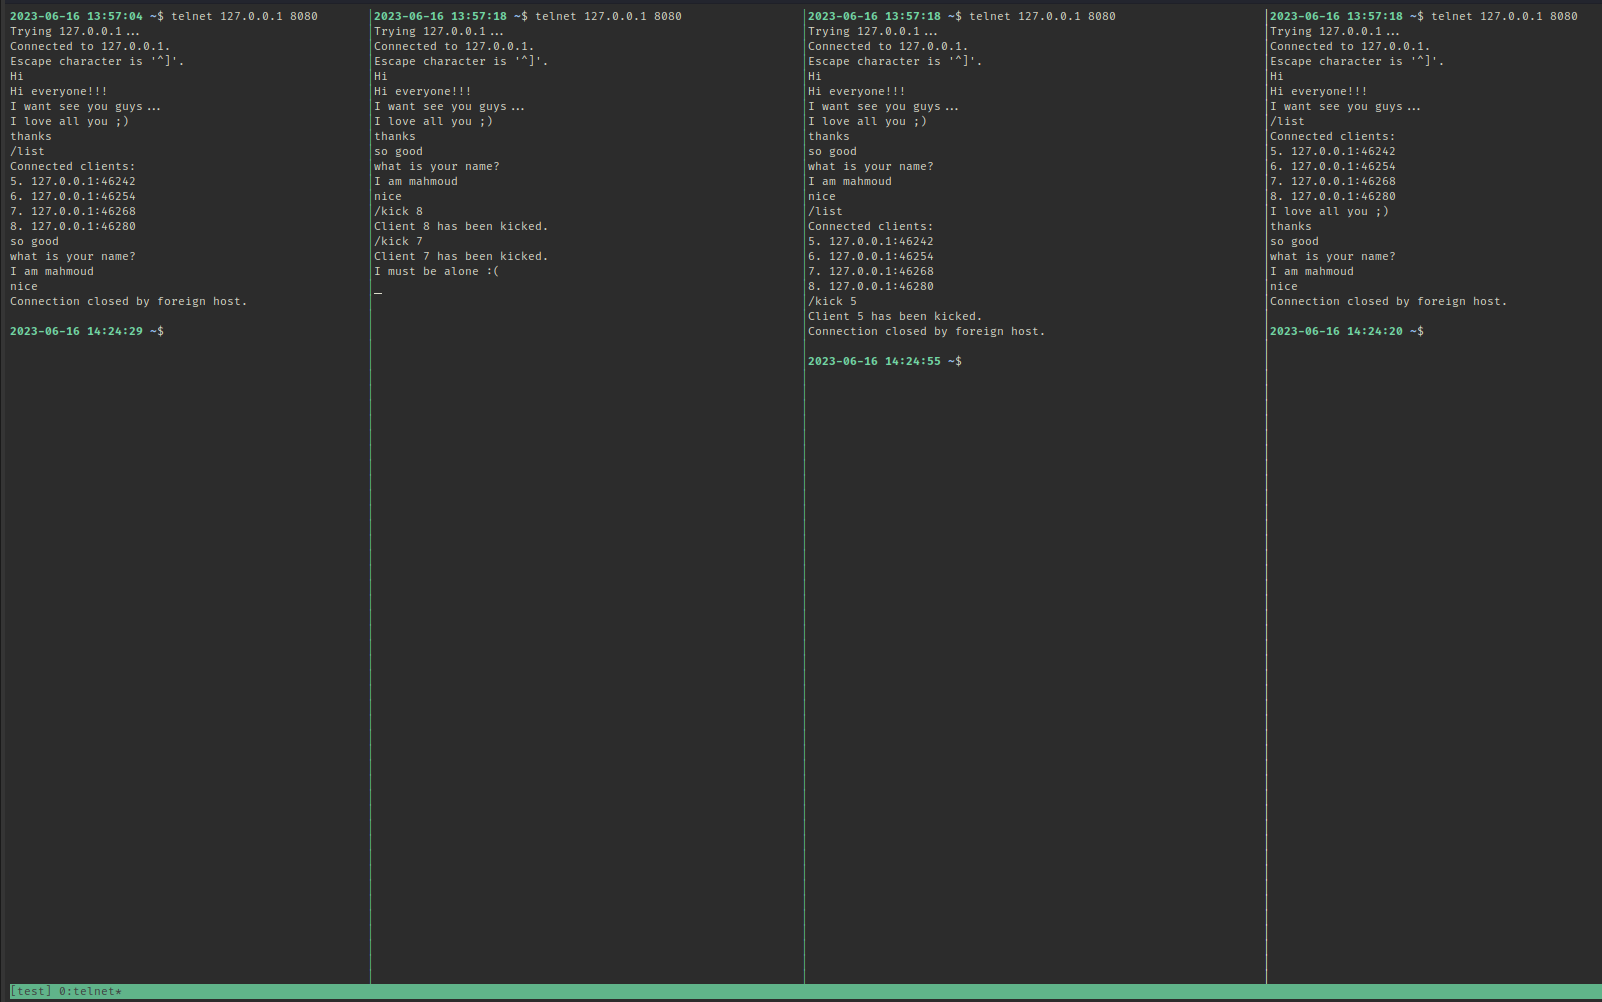 2023-06-16 13:57:04 ~$ telnet 127.0.0.1 8080
Trying 127.0.0.1...
Connected to 127.0.0.1.
Escape character is '^]'.
Hi
Hi everyone!!!
I want see you guys...
I love all you ;)
thanks
/list
Connected clients:
5. 127.0.0.1:46242
6. 127.0.0.1:46254
7. 127.0.0.1:46268
8. 127.0.0.1:46280
so good
what is your name?
I am mahmoud
nice
Connection closed by foreign host.
2023-06-16 14:24:29 ~$
2023-06-16 13:57:18 ~$ telnet 127.0.0.1 8080
Trying 127.0.0.1...
Connected to 127.0.0.1.
Escape character is '^]'.
Hi
Hi everyone!!!
I want see you guys...
I love all you ;)
thanks
so good
what is your name?
I am mahmoud
nice
/kick 8
Client 8 has been kicked.
/kick 7
Client 7 has been kicked.
I must be alone :(
2023-06-16 13:57:18 ~$ telnet 127.0.0.1 8080
Trying 127.0.0.1...
Connected to 127.0.0.1.
Escape character is '^]'.
Hi
Hi everyone!!!
I want see you guys...
I love all you ;)
thanks
so good
what is your name?
I am mahmoud
nice
/list
Connected clients:
5. 127.0.0.1:46242
6. 127.0.0.1:46254
7. 127.0.0.1:46268
8. 127.0.0.1:46280
/kick 5
Client 5 has been kicked.
Connection closed by foreign host.
2023-06-16 14:24:55 ~$
2023-06-16 13:57:18 ~$ telnet 127.0.0.1 8080
Trying 127.0.0.1...
Connected to 127.0.0.1.
Escape character is '^]'.
Hi
Hi everyone!!!
I want see you guys...
/list
Connected clients:
5. 127.0.0.1:46242
6. 127.0.0.1:46254
7. 127.0.0.1:46268
8. 127.0.0.1:46280
I love all you ;)
thanks
so good
what is your name?
I am mahmoud
nice
Connection closed by foreign host.
2023-06-16 14:24:20 ~$
[test] 0:telnet*